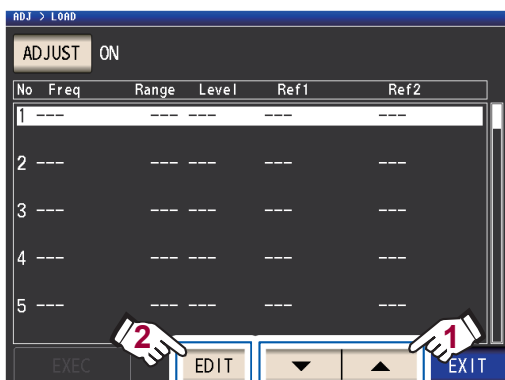 ADJ > LOAD
ADJUST ON
No Freq Range Level Ref1 Ref2
1 --- --- --- --- ---
2 --- --- --- --- ---
3 --- --- --- --- ---
4 --- --- --- --- ---
5 --- --- --- --- ---
2 1
EXEC EDIT ▼ ▲ EXIT